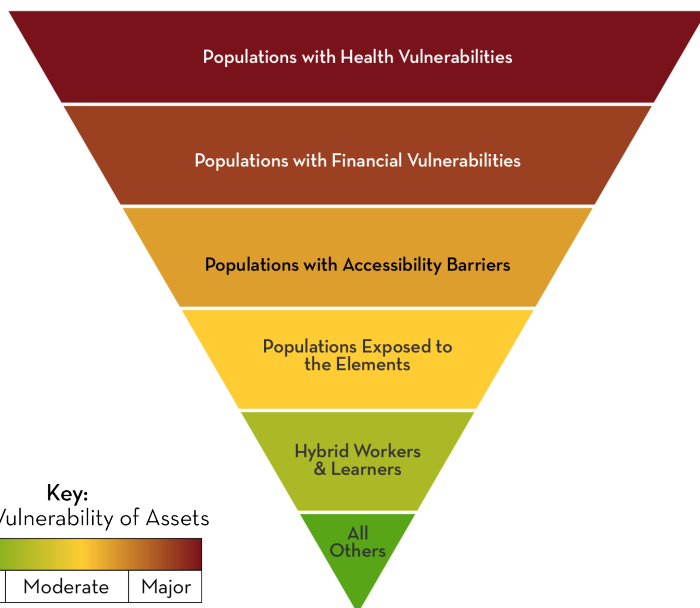 Populations with Health Vulnerabilities
Populations with Financial Vulnerabilities
Populations with Accessibility Barriers
Populations Exposed to
the Elements
Hybrid Workers
& Learners
All
Others
Key:
Vulnerability of Assets
Moderate
Major